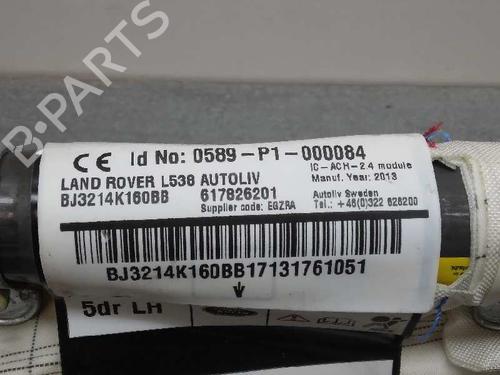 B-PARTS
CE Id No: 0589-P1-000084
IC-ACH-2.4 module
LAND ROVER L538 AUTOLIV Manuf. Year: 2013
BJ3214K160BB 617826201 Autoliv Sweden
Supplier code: EGZRA Tel.: +46(0)322 626200
BJ3214K160BB17131761051
5dr LH